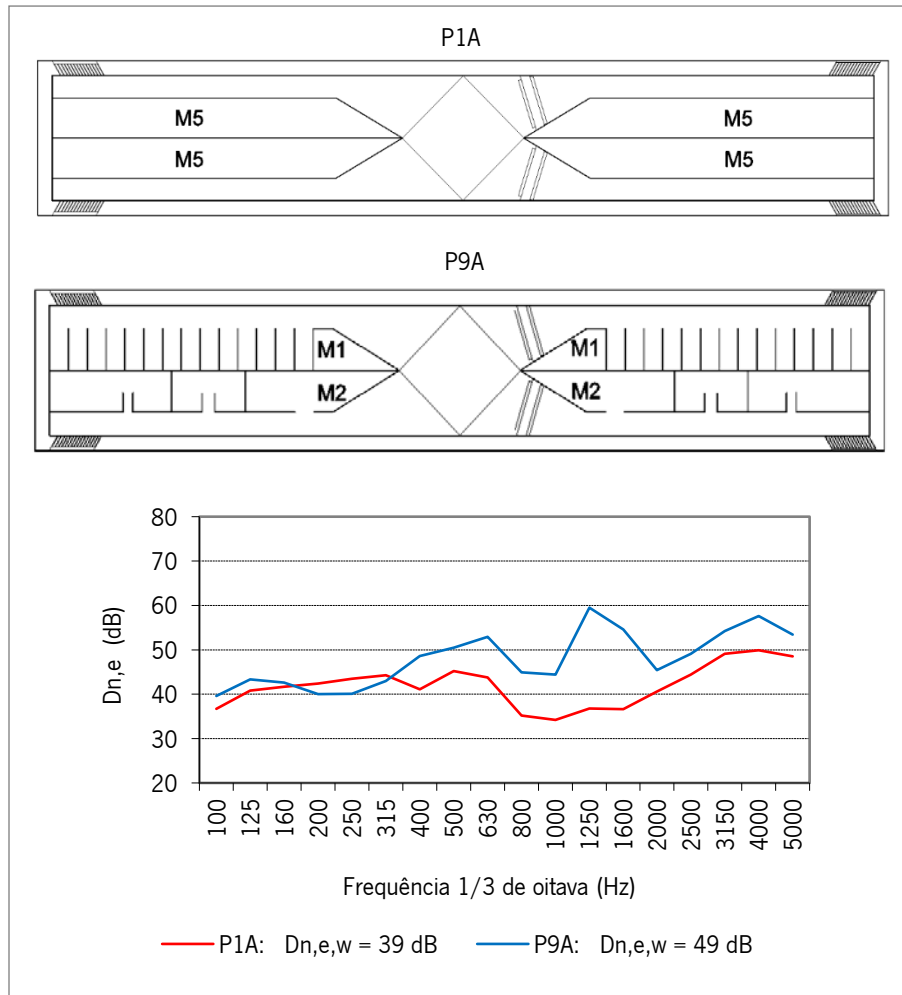 P1A
M5 M5
M5 M5
P9A
M1 M1
M2 M2
80
70
60
50
40
30
20
Dn,e (dB)
100 125 160 200 250 315 400 500 630 800 1000 1250 1600 2000 2500 3150 4000 5000
Frequência 1/3 de oitava (Hz)
P1A: Dn,e,w = 39 dB P9A: Dn,e,w = 49 dB